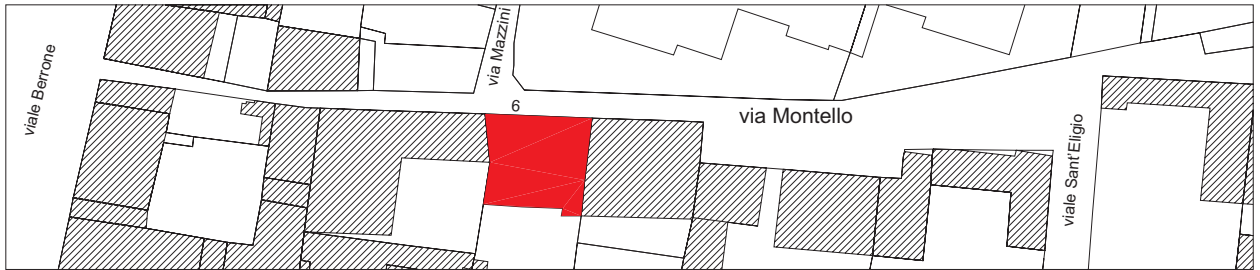 viale Berrone
via Mazzini
6
via Montello
viale Sant'Eligio